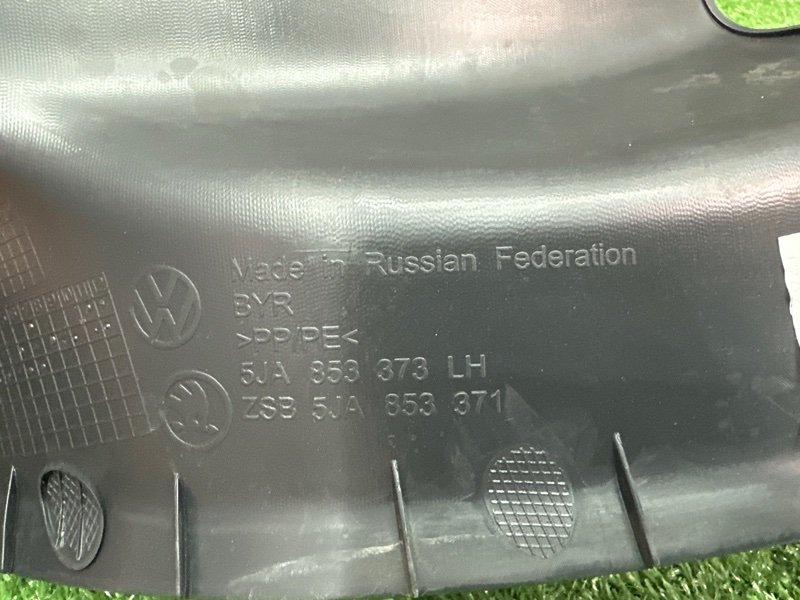 Made in Russian Federation
BYR
>PP/PE<
5JA 853 373 LH
ZSB 5JA 853 371